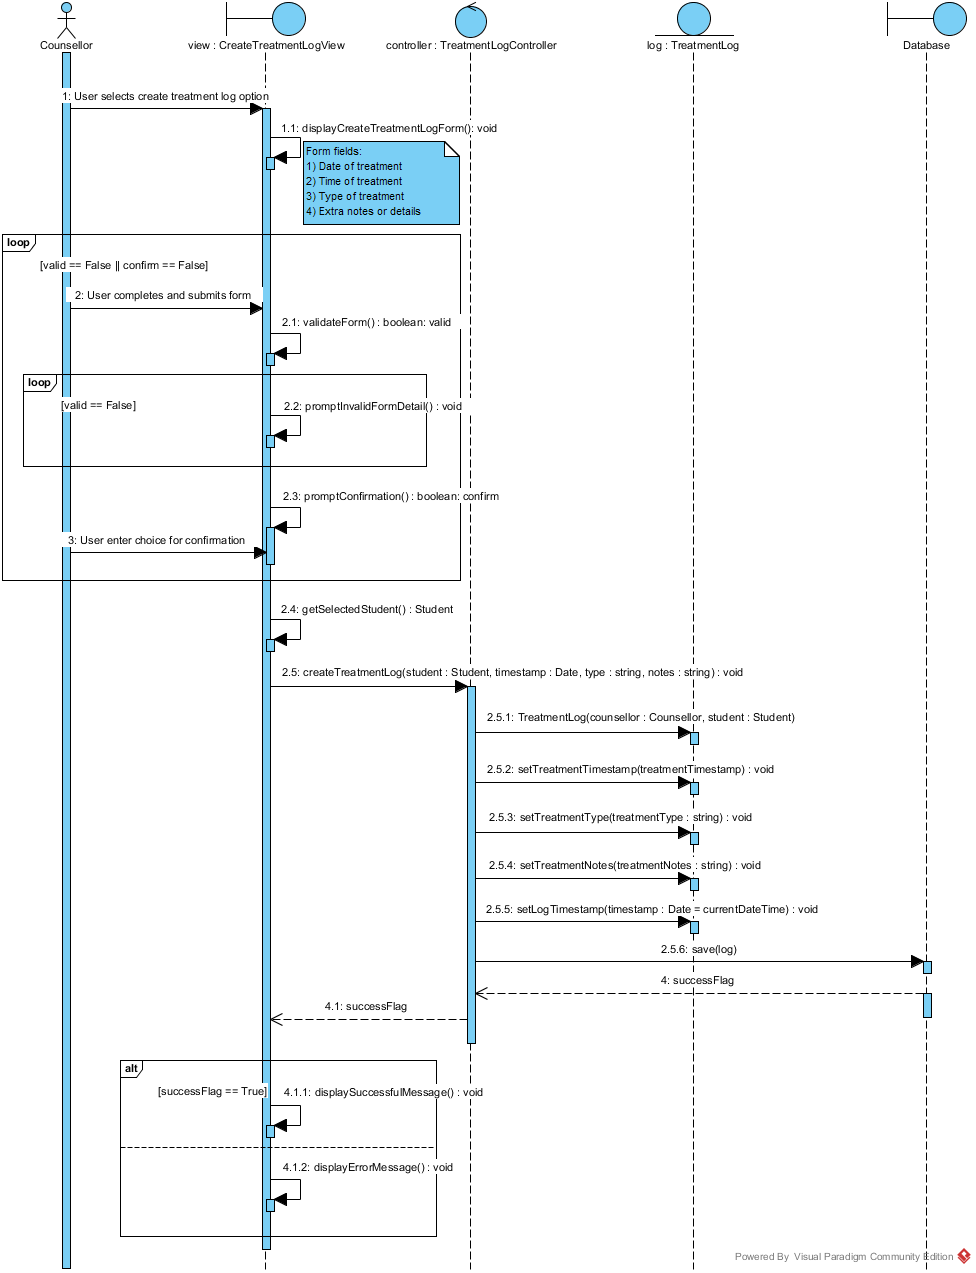 Counsellor
view : CreateTreatmentLogView
controller : TreatmentLogController
log : TreatmentLog
Database
1: User selects create treatment log option
1.1: displayCreateTreatmentLogForm(): void
Form fields:
1) Date of treatment
2) Time of treatment
3) Type of treatment
4) Extra notes or details
loop
[valid == False || confirm == False]
2: User completes and submits form
2.1: validateForm() : boolean: valid
loop
[valid == False]
2.2: promptInvalidFormDetail() : void
2.3: promptConfirmation() : boolean: confirm
3: User enter choice for confirmation
2.4: getSelectedStudent() : Student
2.5: createTreatmentLog(student : Student, timestamp : Date, type : string, notes : string) : void
2.5.1: TreatmentLog(counsellor : Counsellor, student : Student)
2.5.2: setTreatmentTimestamp(treatmentTimestamp) : void
2.5.3: setTreatmentType(treatmentType : string) : void
2.5.4: setTreatmentNotes(treatmentNotes : string) : void
2.5.5: setLogTimestamp(timestamp : Date = currentDateTime) : void
2.5.6: save(log)
4: successFlag
4.1: successFlag
alt
[successFlag == True]
4.1.1: displaySuccessfulMessage() : void
4.1.2: displayErrorMessage() : void
Powered By Visual Paradigm Community Edition